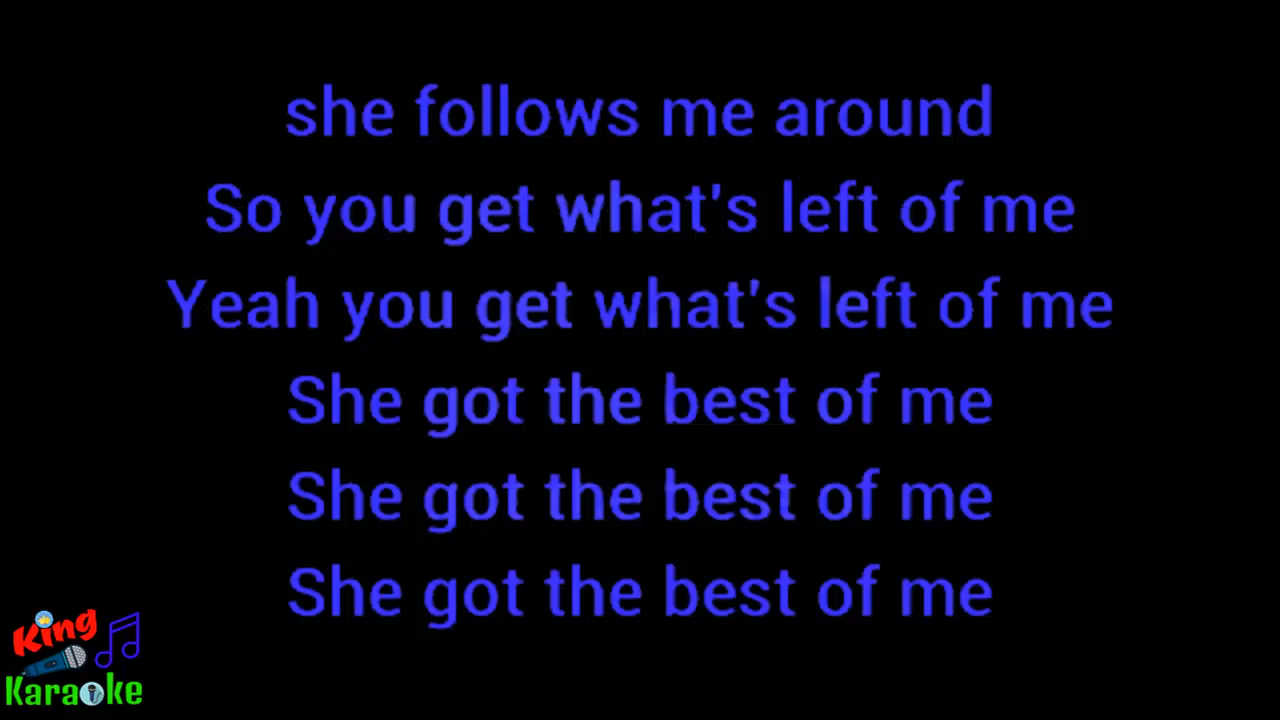 she follows me around
So you get what's left of me
Yeah you get what's left of me
She got the best of me
She got the best of me
She got the best of me
King
Karaoke